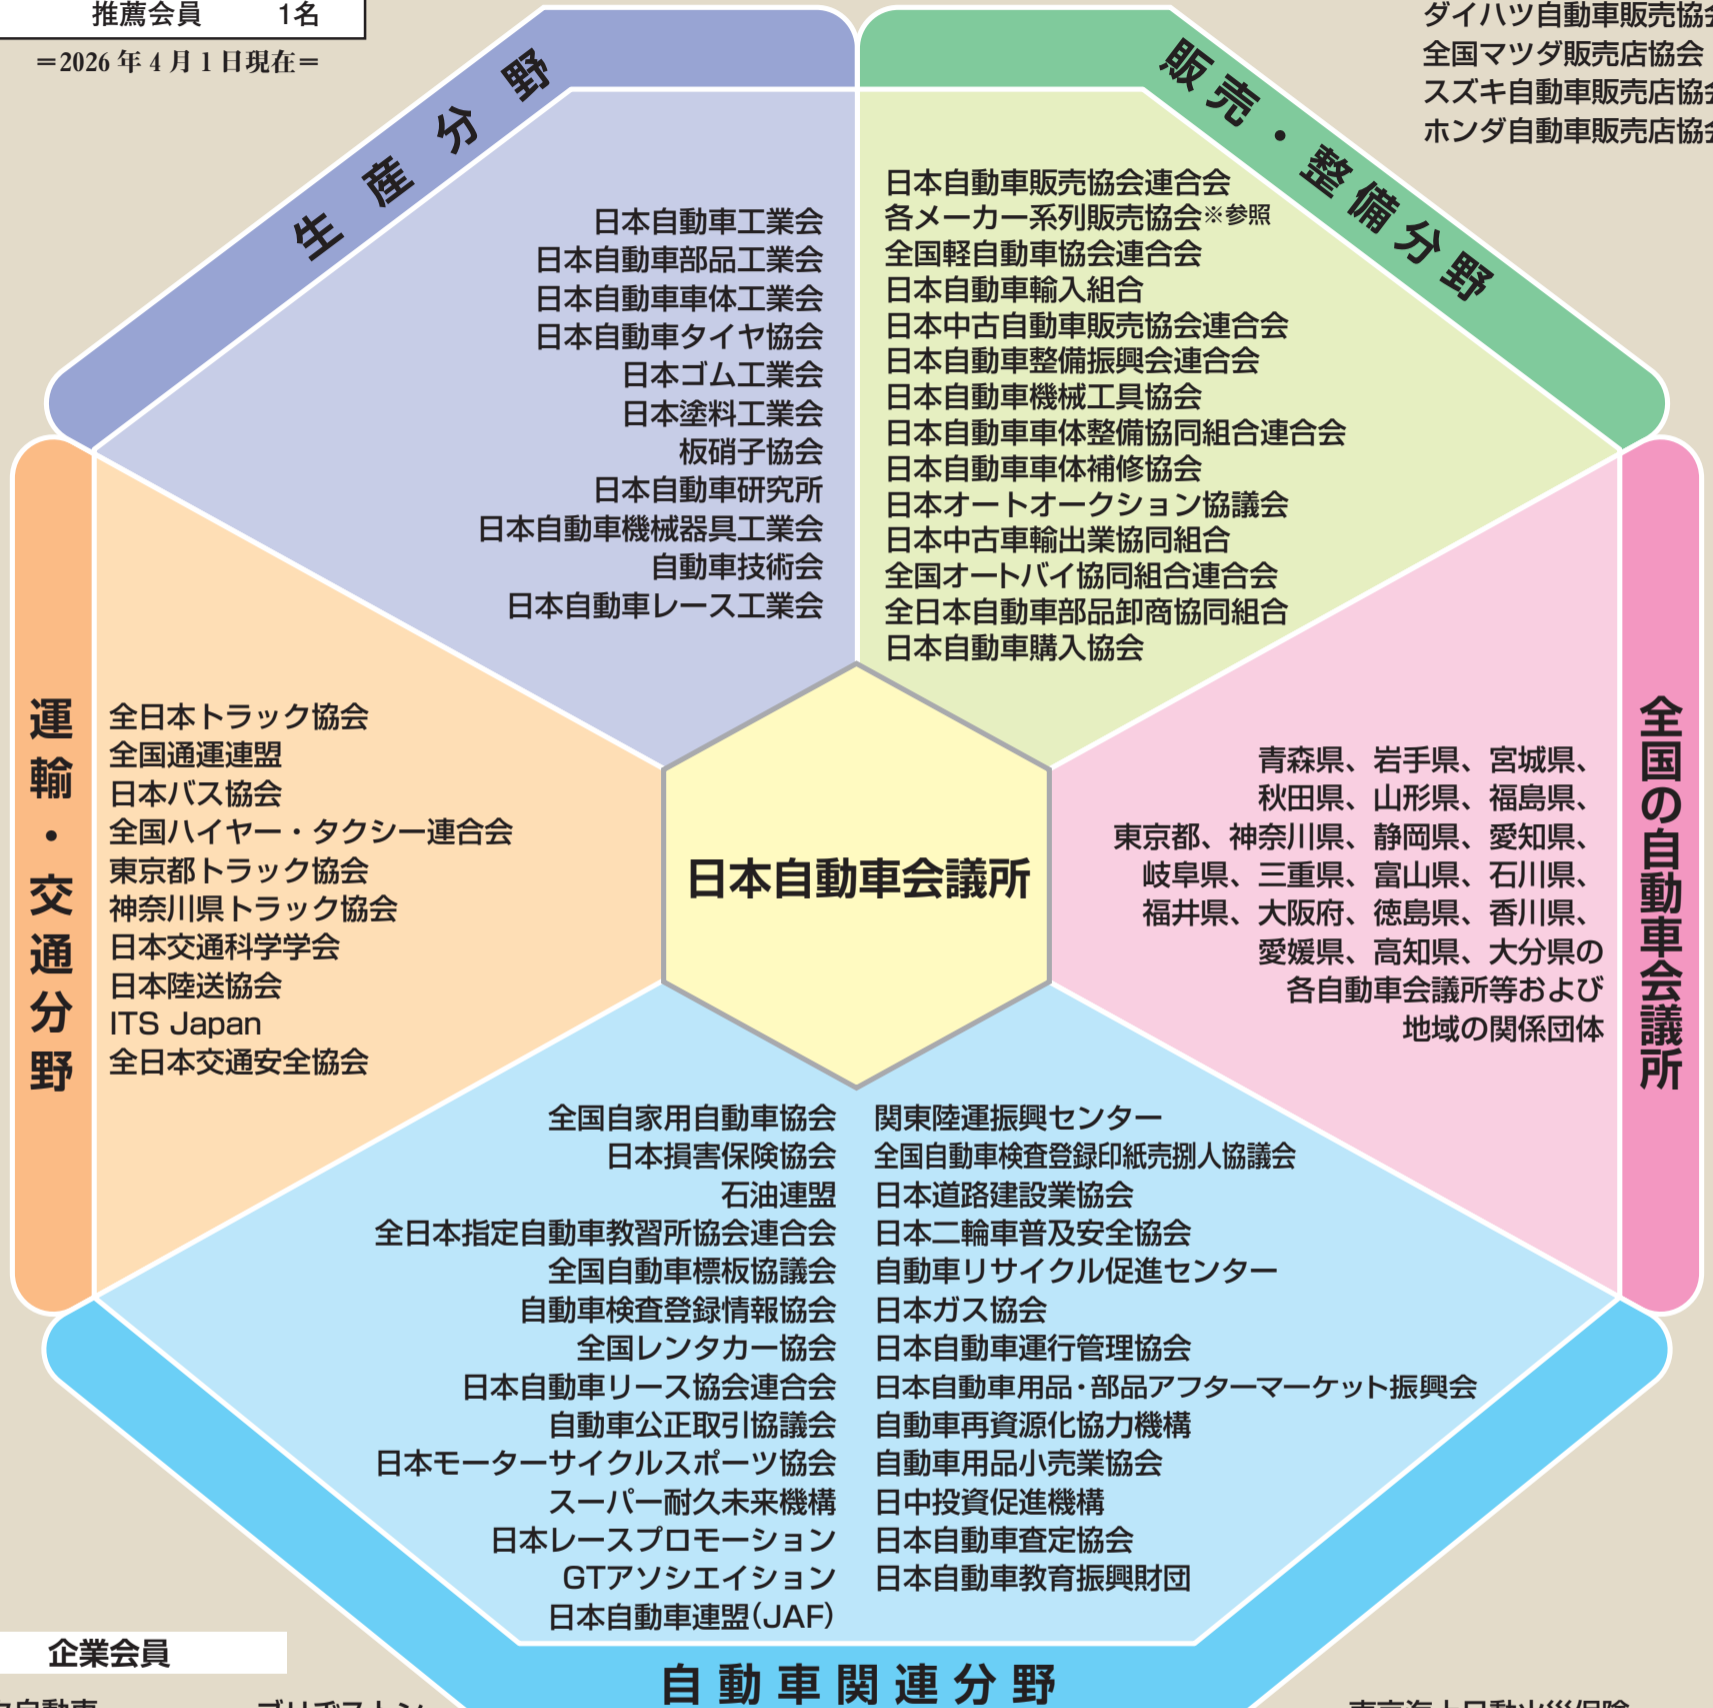 推薦会員 1名
=2026年4月1日現在=
全国マツダ販売店協会
スズキ自動車販売店協会
ホンダ自動車販売店協会
生産分野
日本自動車工業会
日本自動車部品工業会
日本自動車車体工業会
日本自動車タイヤ協会
日本ゴム工業会
日本塗料工業会
板硝子協会
日本自動車研究所
日本自動車機械器具工業会
自動車技術会
日本自動車レース工業会
販売・整備分野
日本自動車販売協会連合会
各メーカー系列販売協会※参照
全国軽自動車協会連合会
日本自動車輸入組合
日本中古自動車販売協会連合会
日本自動車整備振興会連合会
日本自動車機械工具協会
日本自動車車体整備協同組合連合会
日本自動車車体補修協会
日本オートオークション協議会
日本中古車輸出業協同組合
全国オートバイ協同組合連合会
全日本自動車部品卸商協同組合
日本自動車購入協会
運輸・交通分野
全日本トラック協会
全国通運連盟
日本バス協会
全国ハイヤー・タクシー連合会
東京都トラック協会
神奈川県トラック協会
日本交通科学学会
日本陸送協会
ITS Japan
全日本交通安全協会
日本自動車会議所
全国の自動車会議所
青森県、岩手県、宮城県、
秋田県、山形県、福島県、
東京都、神奈川県、静岡県、愛知県、
岐阜県、三重県、富山県、石川県、
福井県、大阪府、徳島県、香川県、
愛媛県、高知県、大分県の
各自動車会議所等および
地域の関係団体
全国自家用自動車協会
日本損害保険協会
石油連盟
全日本指定自動車教習所協会連合会
全国自動車標板協議会
自動車検査登録情報協会
全国レンタカー協会
日本自動車リース協会連合会
自動車公正取引協議会
日本モーターサイクルスポーツ協会
スーパー耐久未来機構
日本レースプロモーション
GTアソシエイション
日本自動車連盟(JAF)
関東陸運振興センター
全国自動車検査登録印紙売捌人協議会
日本道路建設業協会
日本二輪車普及安全協会
自動車リサイクル促進センター
日本ガス協会
日本自動車運行管理協会
日本自動車用品・部品アフターマーケット振興会
自動車再資源化協力機構
自動車用品小売業協会
日中投資促進機構
日本自動車査定協会
日本自動車教育振興財団
自動車関連分野
企業会員